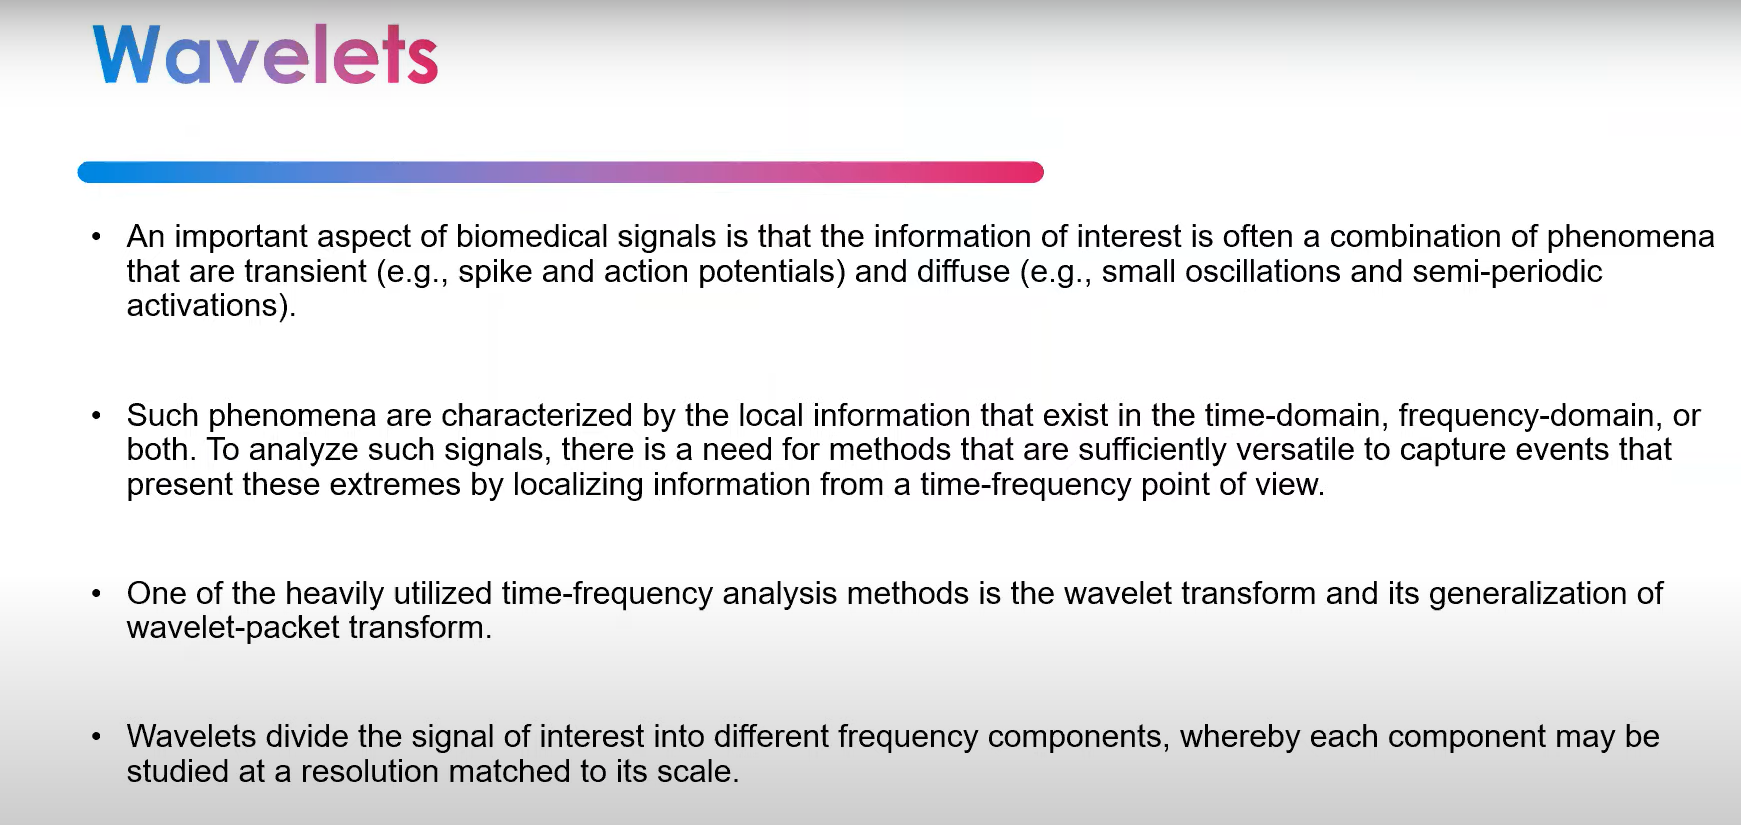 Wavelets
• An important aspect of biomedical signals is that the information of interest is often a combination of phenomena
that are transient (e.g., spike and action potentials) and diffuse (e.g., small oscillations and semi-periodic
activations).
• Such phenomena are characterized by the local information that exist in the time-domain, frequency-domain, or
both. To analyze such signals, there is a need for methods that are sufficiently versatile to capture events that
present these extremes by localizing information from a time-frequency point of view.
• One of the heavily utilized time-frequency analysis methods is the wavelet transform and its generalization of
wavelet-packet transform.
• Wavelets divide the signal of interest into different frequency components, whereby each component may be
studied at a resolution matched to its scale.